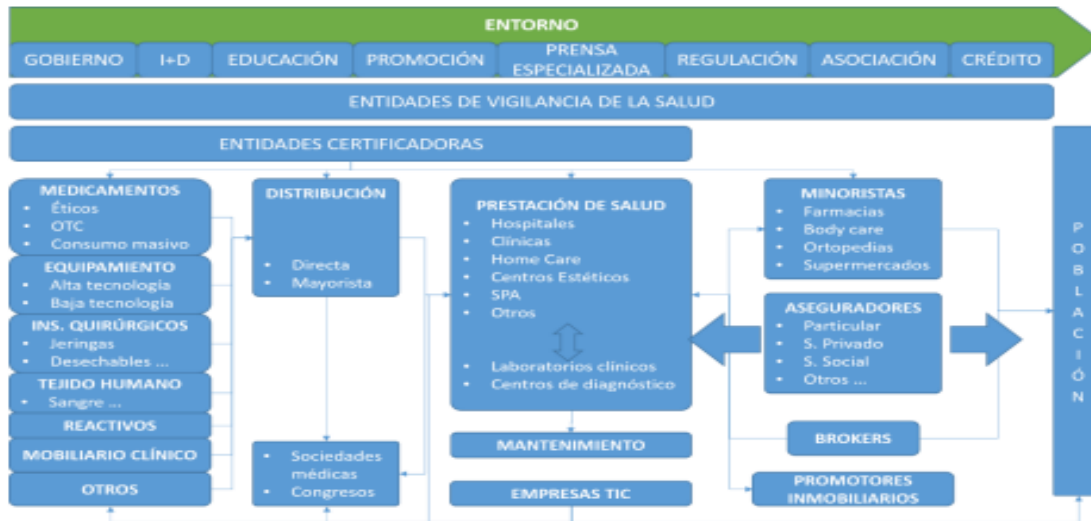 ENTORNO
GOBIERNO
I+D
EDUCACIÓN
PROMOCIÓN
PRENSA
ESPECIALIZADA
REGULACIÓN
ASOCIACIÓN
CRÉDITO
ENTIDADES DE VIGILANCIA DE LA SALUD
ENTIDADES CERTIFICADORAS
MEDICAMENTOS
• Éticos
• OTC
• Consumo masivo
EQUIPAMIENTO
• Alta tecnología
• Baja tecnología
INS. QUIRÚRGICOS
• Jeringas
• Desechables ...
TEJIDO HUMANO
• Sangre ...
REACTIVOS
MOBILIARIO CLÍNICO
OTROS
DISTRIBUCIÓN
• Directa
• Mayorista
• Sociedades
médicas
• Congresos
PRESTACIÓN DE SALUD
• Hospitales
• Clínicas
• Home Care
• Centros Estéticos
• SPA
• Otros
• Laboratorios clínicos
• Centros de diagnóstico
MANTENIMIENTO
EMPRESAS TIC
MINORISTAS
• Farmacias
• Body care
• Ortopedias
• Supermercados
ASEGURADORES
• Particular
• S. Privado
• S. Social
• Otros ...
BROKERS
PROMOTORES
INMOBILIARIOS
POBLACIÓN